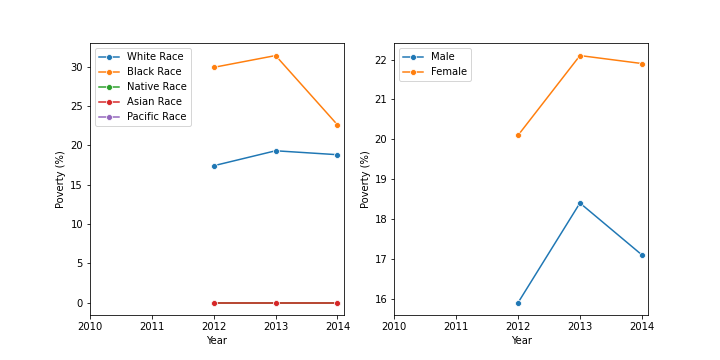 White Race
Black Race
Native Race
Asian Race
Pacific Race
30
25
20
15
10
5
0
Poverty (%)
2010 2011 2012 2013 2014
Year
Male
Female
22
21
20
19
18
17
16
Poverty (%)
2010 2011 2012 2013 2014
Year